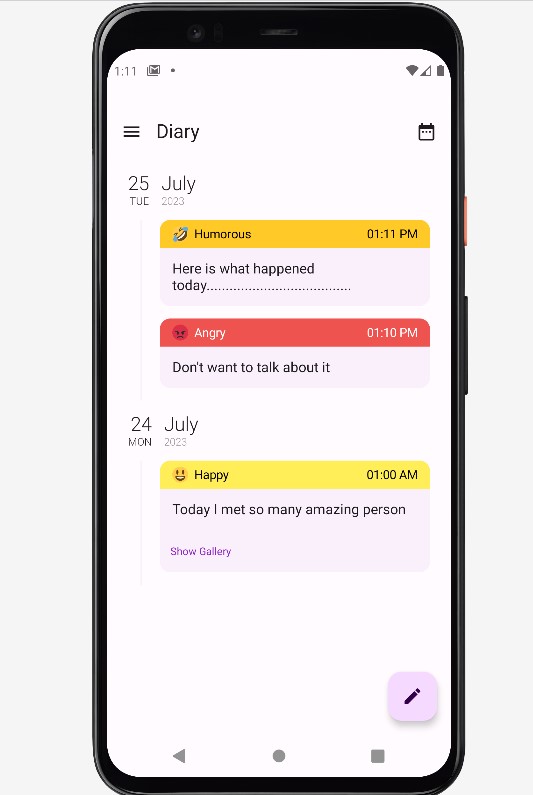 1:11
Diary
25 July
TUE 2023
Humorous 01:11 PM
Here is what happened
today......................................
Angry 01:10 PM
Don't want to talk about it
24 July
MON 2023
Happy 01:00 AM
Today I met so many amazing person
Show Gallery